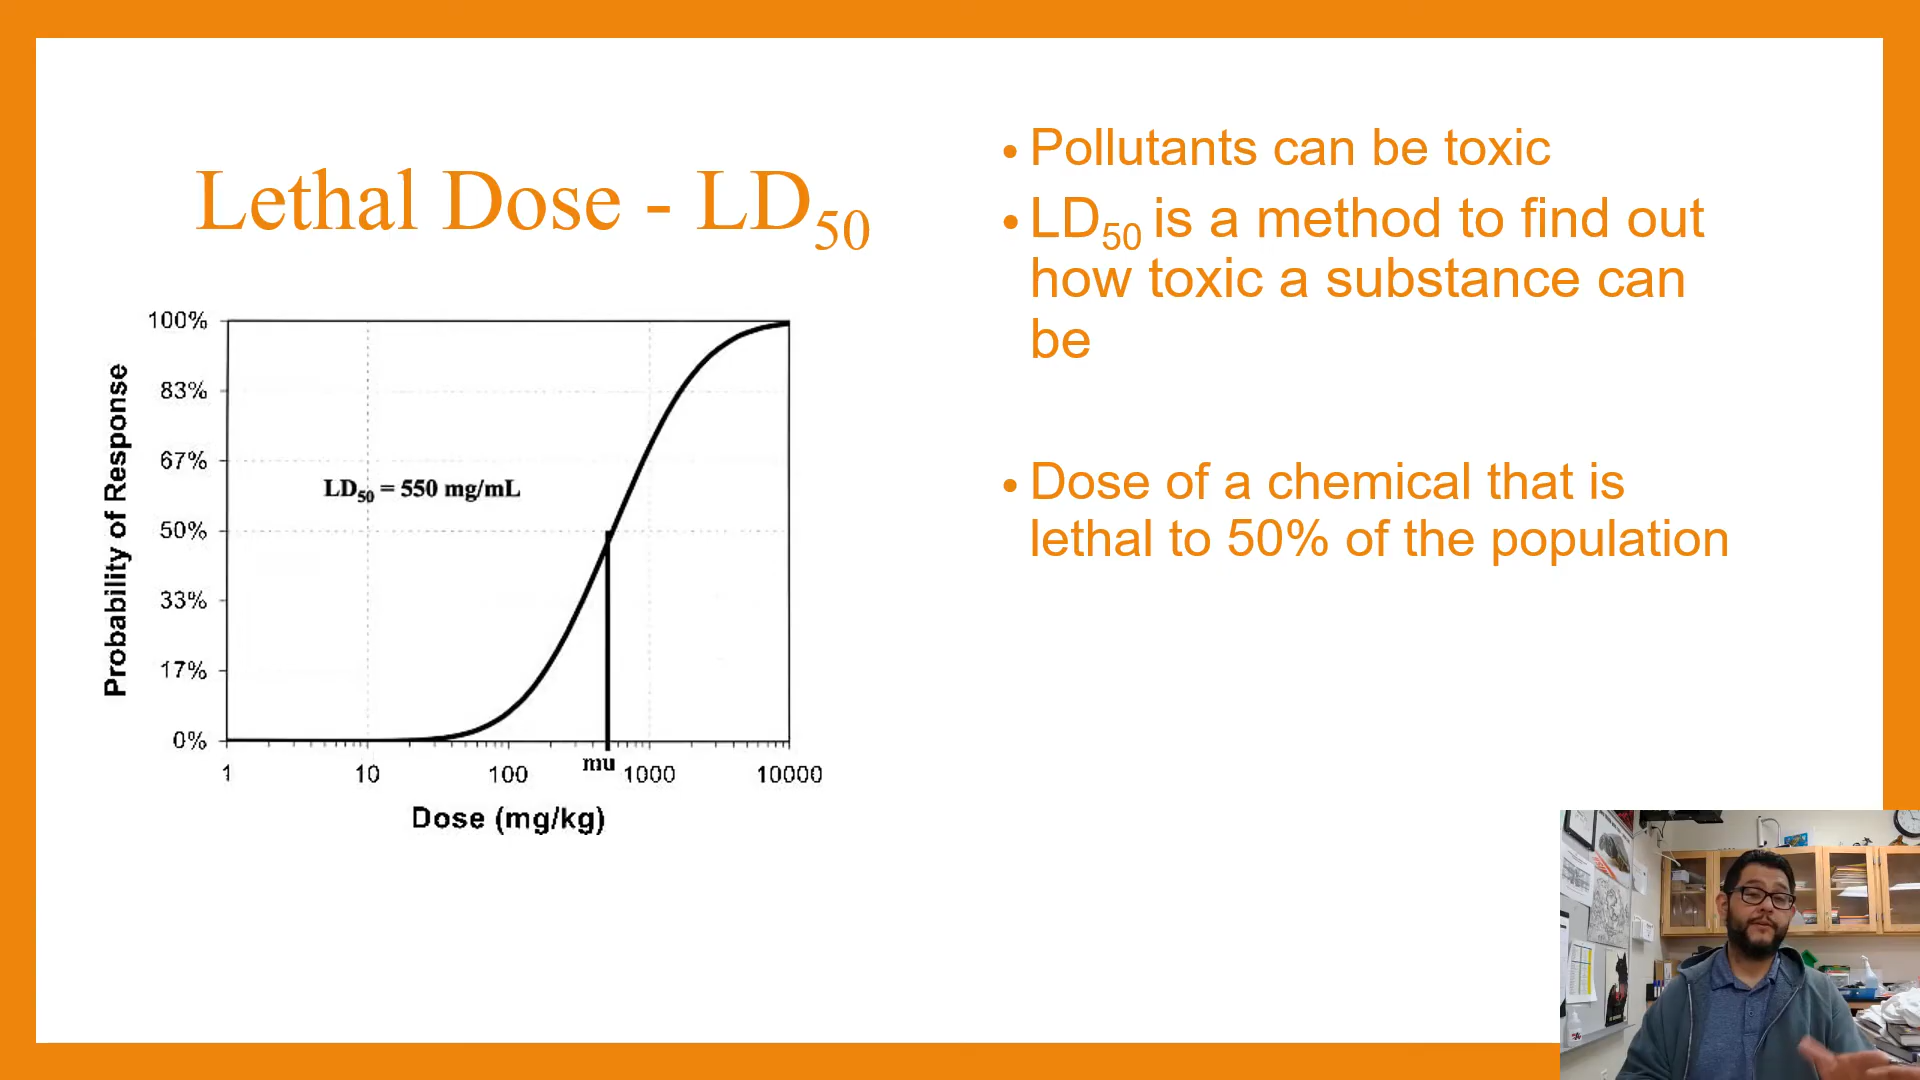 Lethal Dose - LD50
100%
83%
67%
50%
33%
17%
0%
Probability of Response
LD50 = 550 mg/mL
mu
1 10 100 1000 10000
Dose (mg/kg)
• Pollutants can be toxic
• LD50 is a method to find out
how toxic a substance can
be
• Dose of a chemical that is
lethal to 50% of the population